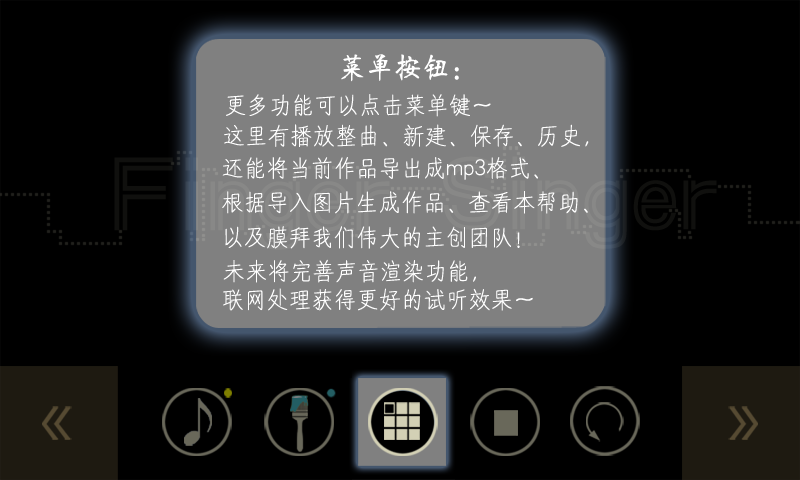 菜单按钮：
更多功能可以点击菜单键～
这里有播放整曲、新建、保存、历史，
还能将当前作品导出成mp3格式、
根据导入图片生成作品、查看本帮助、
以及膜拜我们伟大的主创团队！
未来将完善声音渲染功能，
联网处理获得更好的试听效果～
Finger Singer